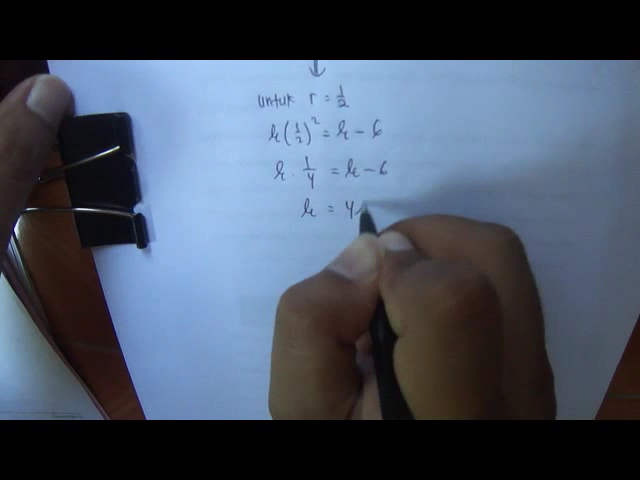 untuk r = 1/2
k(1/2)² = k - 6
k · 1/4 = k - 6
k = 4